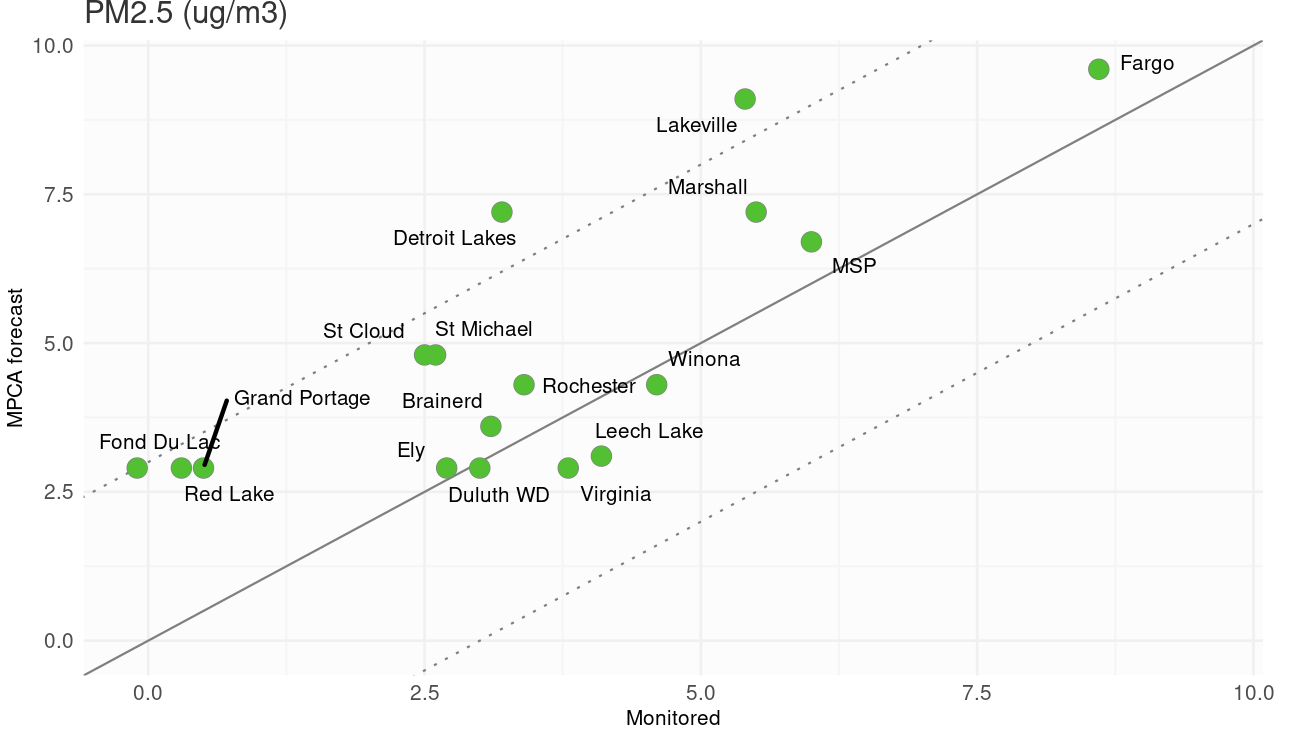 PM2.5 (ug/m3)
10.0
Fargo
Lakeville
7.5
Marshall
Detroit Lakes
MSP
5.0
St Cloud
St Michael
Winona
Rochester
Grand Portage
Brainerd
MPCA forecast
Fond Du Lac
Leech Lake
Ely
2.5
Red Lake
Duluth WD
Virginia
0.0
0.0
2.5
5.0
7.5
10.0
Monitored